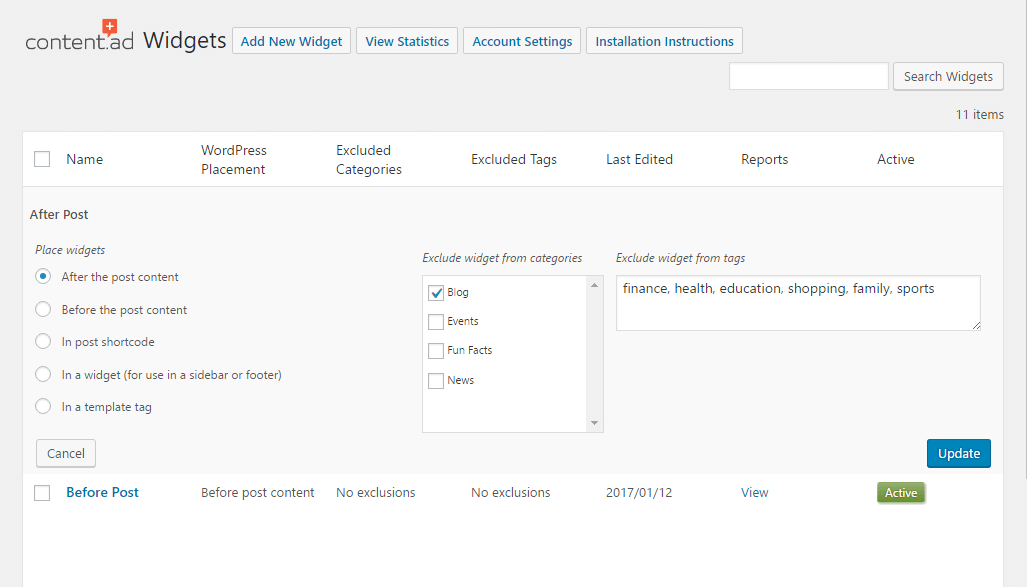 content.ad Widgets Add New Widget View Statistics Account Settings Installation Instructions
Search Widgets
11 items
Name WordPress Placement Excluded Categories Excluded Tags Last Edited Reports Active
After Post
Place widgets
After the post content
Before the post content
In post shortcode
In a widget (for use in a sidebar or footer)
In a template tag
Exclude widget from categories
Blog
Events
Fun Facts
News
Exclude widget from tags
finance, health, education, shopping, family, sports
Cancel Update
Before Post Before post content No exclusions No exclusions 2017/01/12 View Active